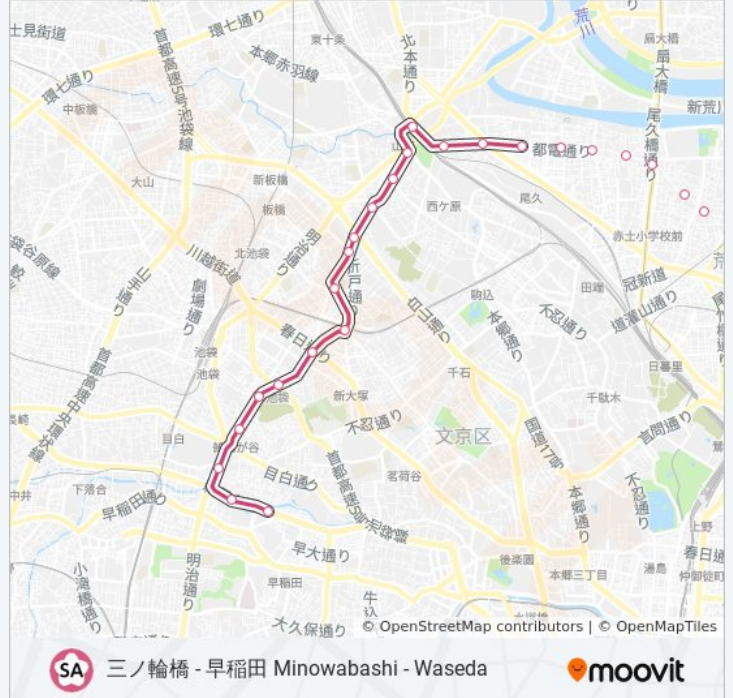 士見街道
環七通り
東十条
北本通り
荒川
扇大橋
扇大橋
首都高速5号池袋線
本郷赤羽線
環七通り
中板橋
新荒川
尾久橋通り
都電通り
大山
新板橋
板橋
西ケ原
尾久
赤土小学校前
袋谷原線
川越街道
北池袋
明治通り
折戸通り
白山通り
駒込
本郷通り
不忍通り
田端
冠新道
道灌山通り
山手通り
劇場通り
春日通り
池袋
池袋
首都高速中央環状線
新大塚
千石
千駄木
日暮里
不忍通り
文京区
国道17号
言問通り
目白
目白通り
茗荷谷
中井
下落合
早稲田通り
首都高速5号池袋線
本郷通り
不忍通り
上野
早大通り
後楽園
本郷三丁目
湯島
春日通
仲御徒町
小滝橋通り
明治通り
早稲田
牛込
大久保通り
© OpenStreetMap contributors | © OpenMapTiles
SA
三ノ輪橋 - 早稲田 Minowabashi - Waseda
moovit